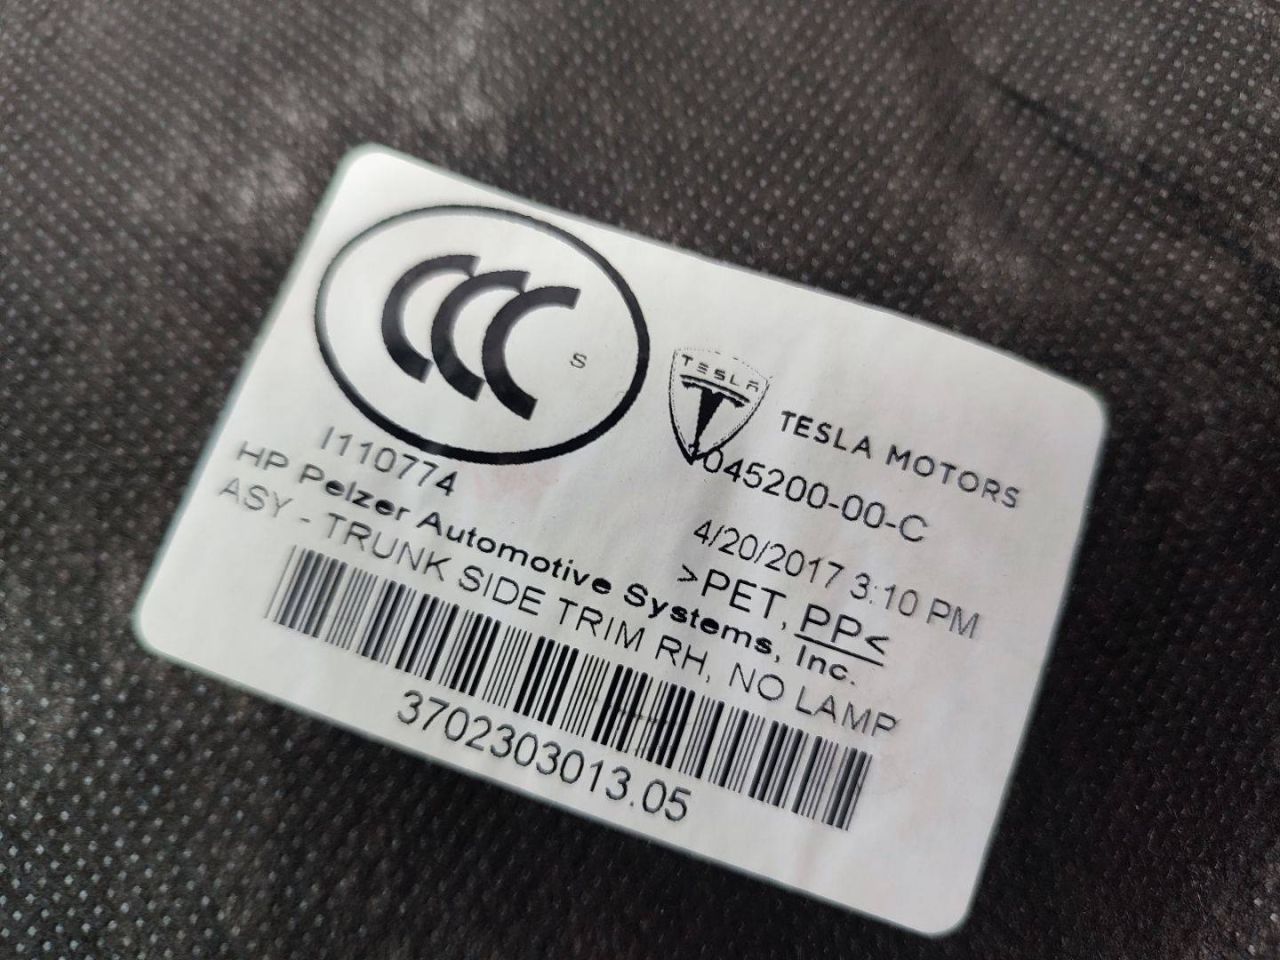 CCC
S
TESLA
TESLA MOTORS
1045200-00-C
I110774
4/20/2017 3:10 PM
>PET, PP<
HP Pelzer Automotive Systems, Inc.
ASY - TRUNK SIDE TRIM RH, NO LAMP
3702303013.05